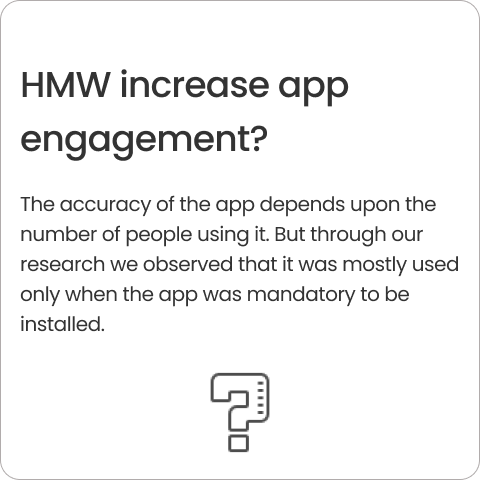 HMW increase app
engagement?
The accuracy of the app depends upon the
number of people using it. But through our
research we observed that it was mostly used
only when the app was mandatory to be
installed.